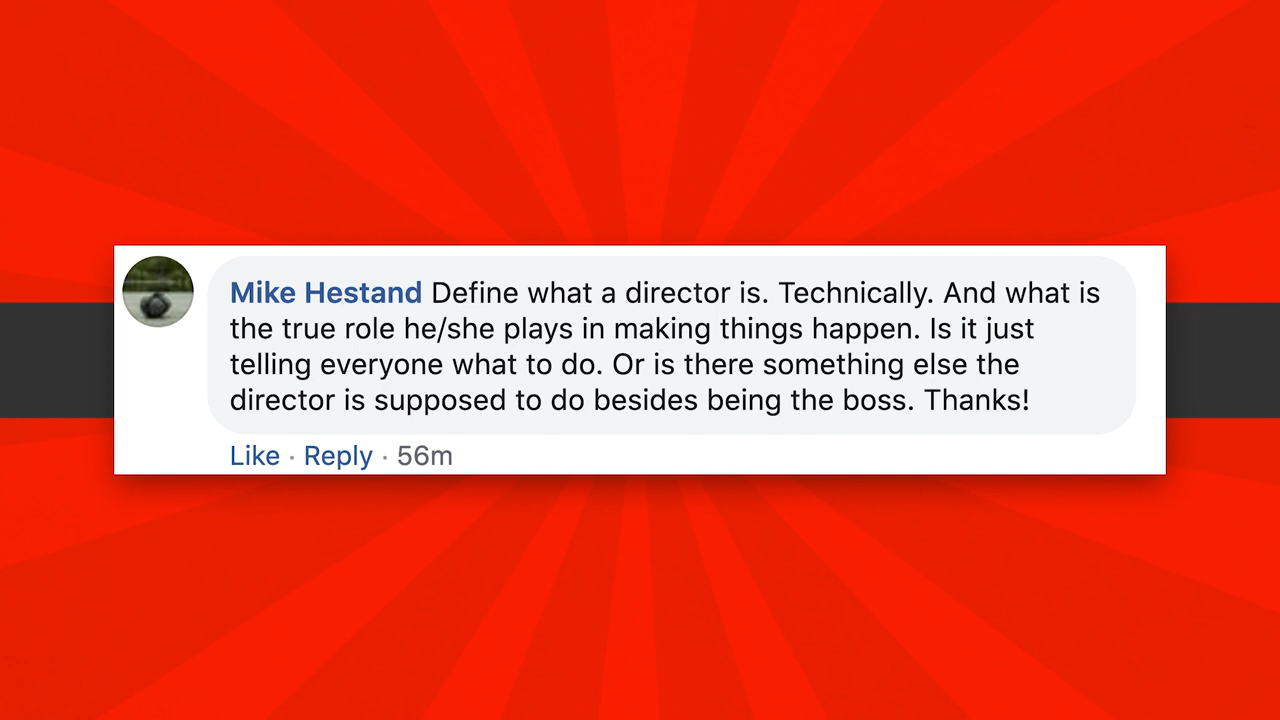 Mike Hestand Define what a director is. Technically. And what is
the true role he/she plays in making things happen. Is it just
telling everyone what to do. Or is there something else the
director is supposed to do besides being the boss. Thanks!
Like · Reply · 56m